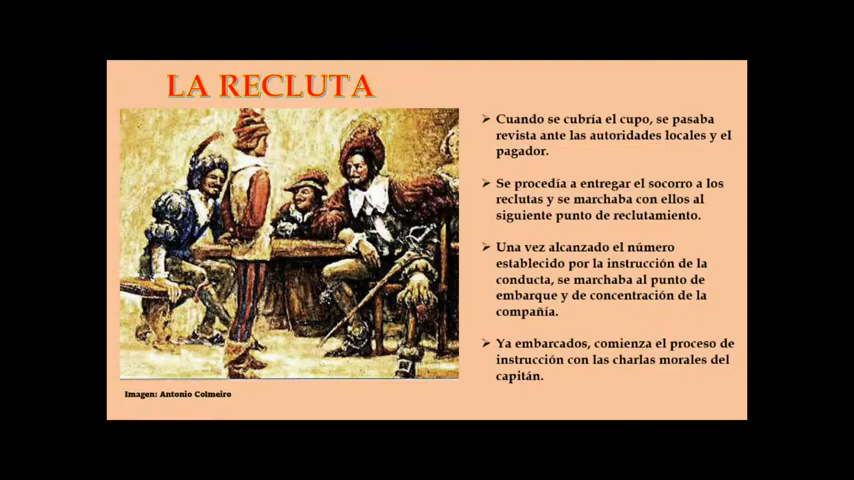 LA RECLUTA
➢ Cuando se cubría el cupo, se pasaba
revista ante las autoridades locales y el
pagador.
➢ Se procedía a entregar el socorro a los
reclutas y se marchaba con ellos al
siguiente punto de reclutamiento.
➢ Una vez alcanzado el número
establecido por la instrucción de la
conducta, se marchaba al punto de
embarque y de concentración de la
compañía.
➢ Ya embarcados, comienza el proceso de
instrucción con las charlas morales del
capitán.
Imagen: Antonio Colmeiro